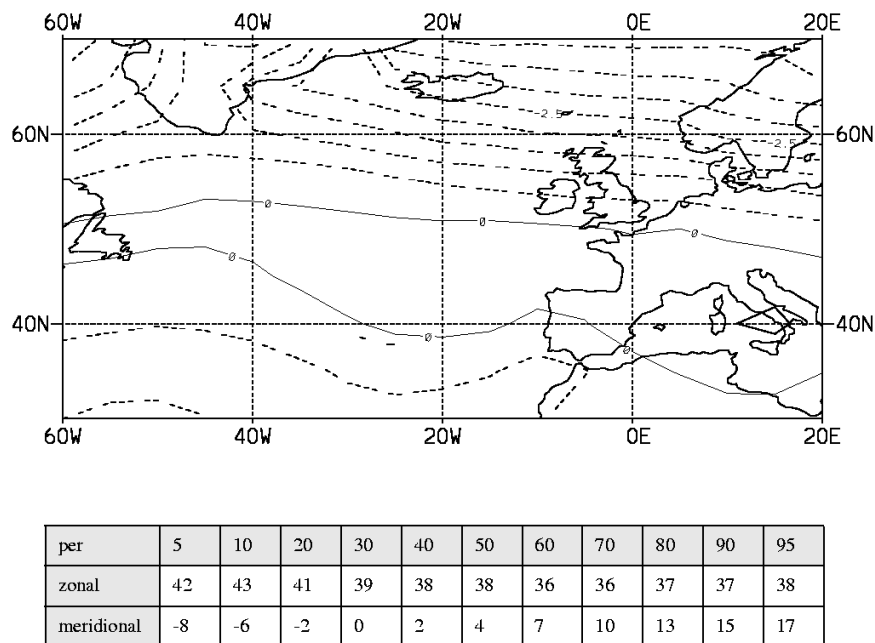 60W 40W 20W 0E 20E
-2.5
60N 60N
-2.5
0
0 0
0
40N 40N
0
0
60W 40W 20W 0E 20E
per 5 10 20 30 40 50 60 70 80 90 95
zonal 42 43 41 39 38 38 36 36 37 37 38
meridional -8 -6 -2 0 2 4 7 10 13 15 17